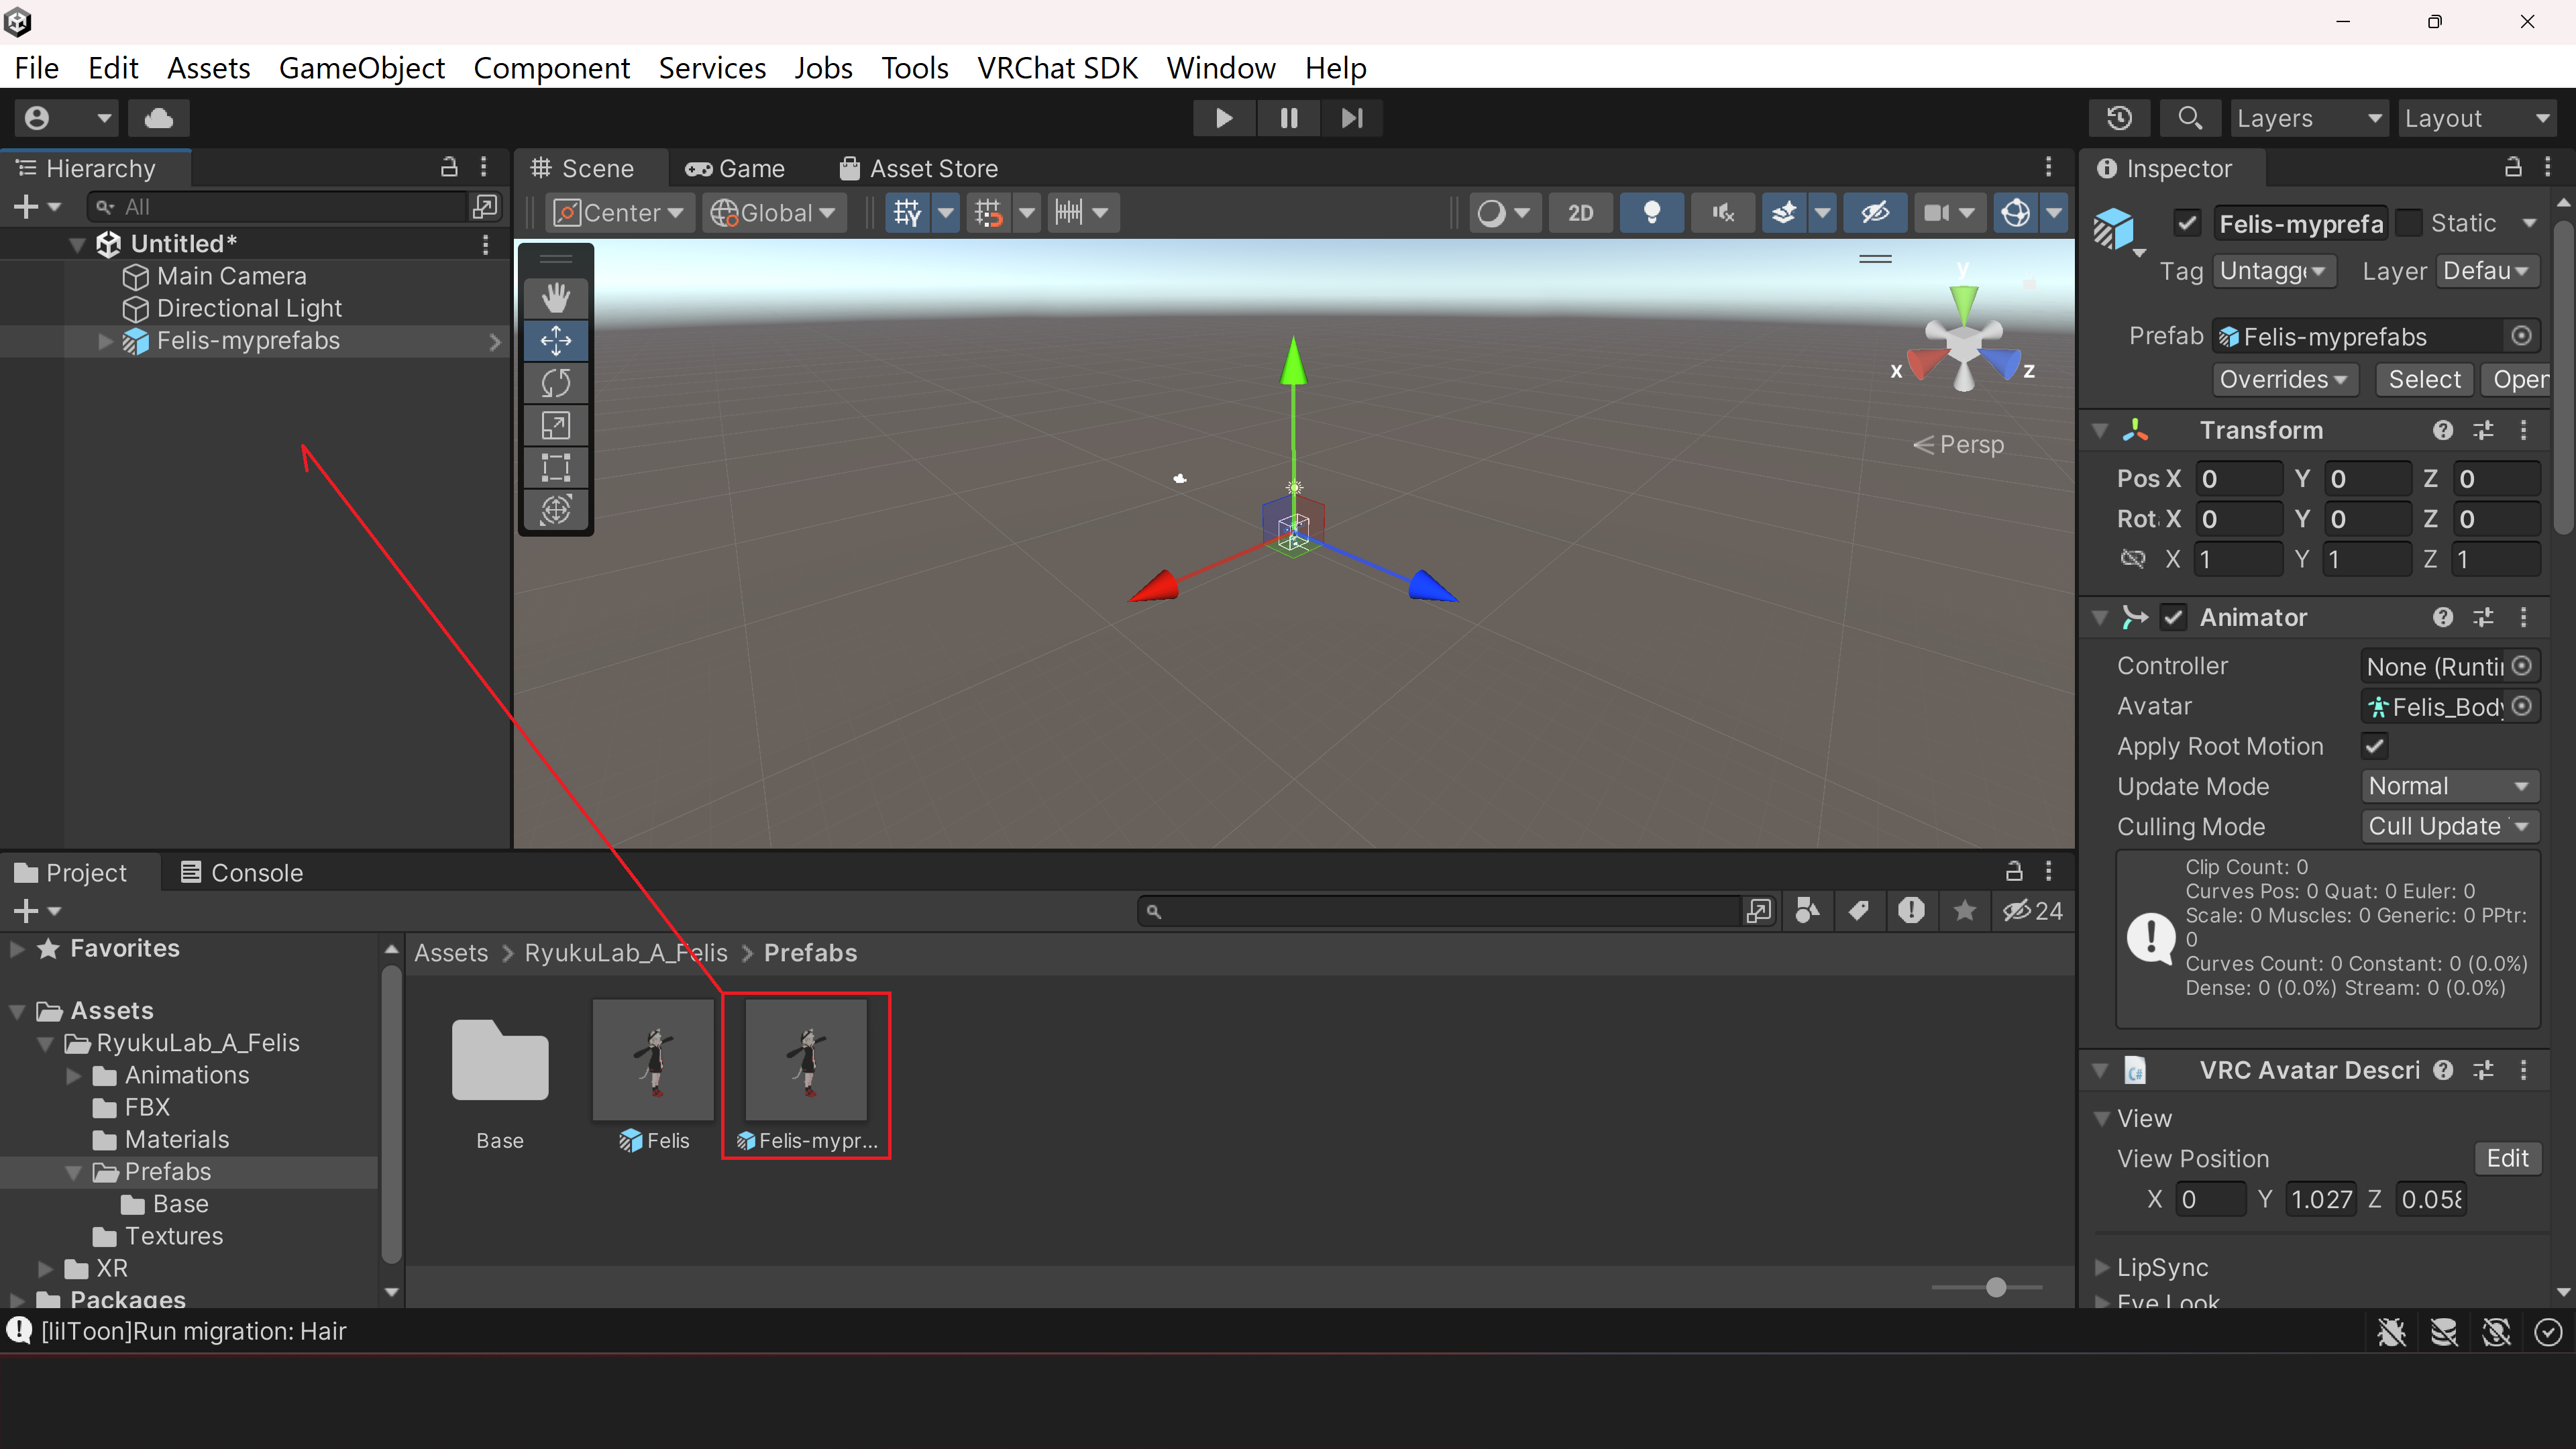 File Edit Assets GameObject Component Services Jobs Tools VRChat SDK Window Help
Layers Layout
Hierarchy
All
Untitled*
Main Camera
Directional Light
Felis-myprefabs
Scene Game Asset Store
Center Global 2D
y
x z
Persp
Inspector
Felis-myprefa Static
Tag Untagge Layer Defau
Prefab Felis-myprefabs
Overrides Select Open
Transform
Pos X 0 Y 0 Z 0
Rot X 0 Y 0 Z 0
X 1 Y 1 Z 1
Animator
Controller None (Runti
Avatar Felis_Body
Apply Root Motion
Update Mode Normal
Culling Mode Cull Update
Clip Count: 0
Curves Pos: 0 Quat: 0 Euler: 0
Scale: 0 Muscles: 0 Generic: 0 PPtr:
0
Curves Count: 0 Constant: 0 (0.0%)
Dense: 0 (0.0%) Stream: 0 (0.0%)
VRC Avatar Descri
View
View Position Edit
X 0 Y 1.027 Z 0.058
LipSync
Eye Look
Project Console
24
Favorites
Assets
RyukuLab_A_Felis
Animations
FBX
Materials
Prefabs
Base
Textures
XR
Packages
Assets > RyukuLab_A_Felis > Prefabs
Base Felis Felis-mypr...
[lilToon]Run migration: Hair